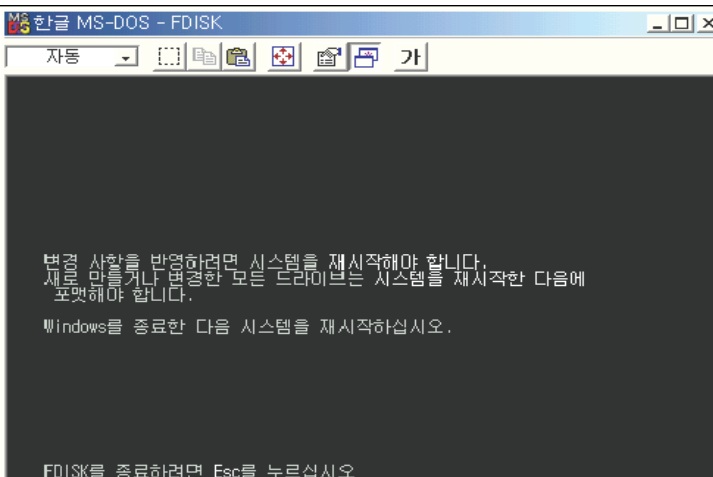 한글 MS-DOS - FDISK
자동
가
변경 사항을 반영하려면 시스템을 재시작해야 합니다.
새로 만들거나 변경한 모든 드라이브는 시스템을 재시작한 다음에
포맷해야 합니다.
Windows를 종료한 다음 시스템을 재시작하십시오.
FDISK를 종료하려면 Esc를 누르십시오